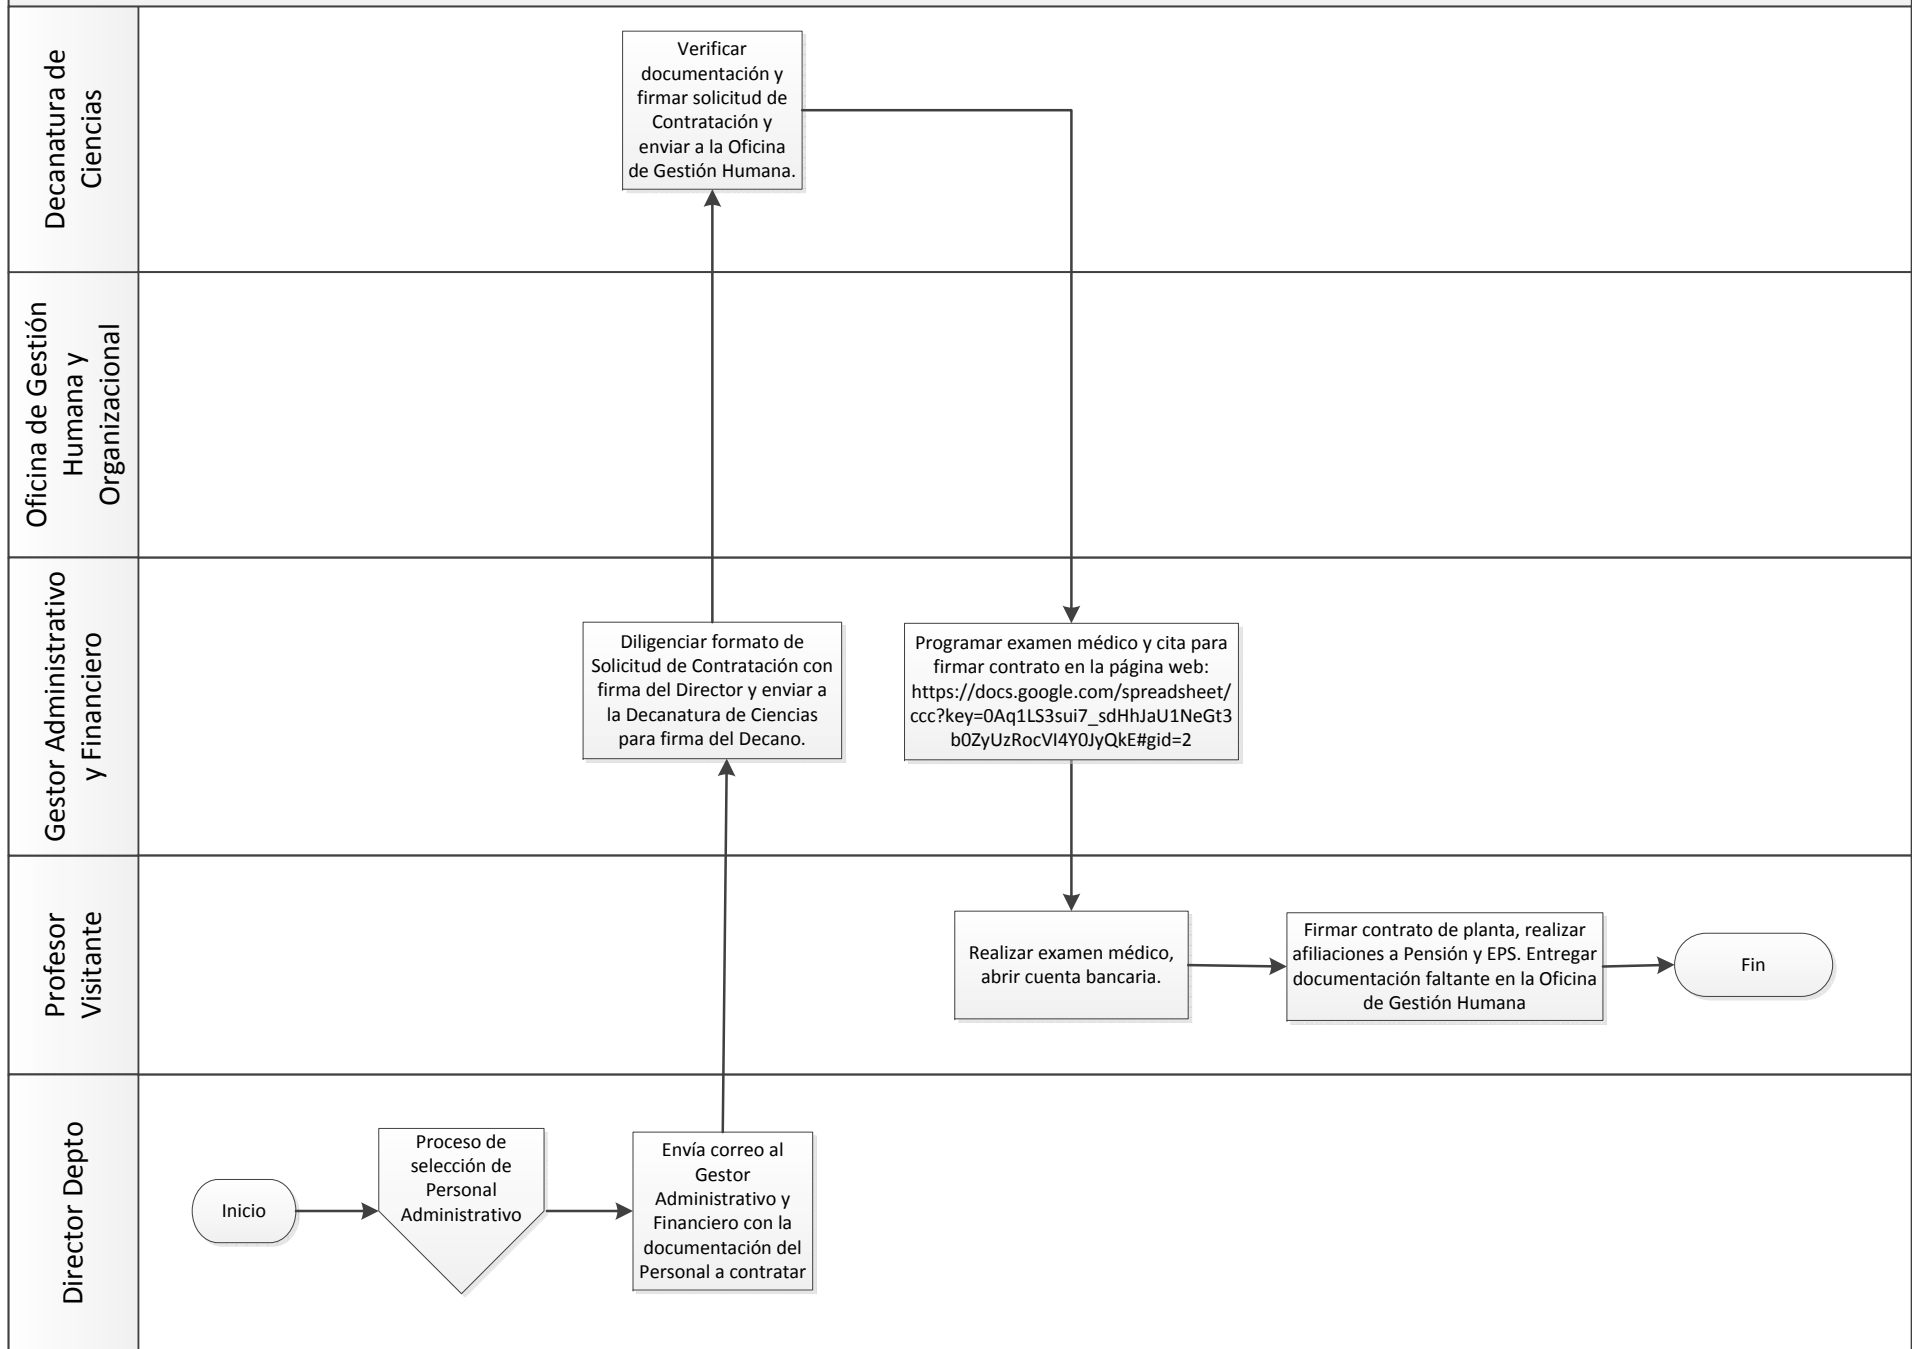 Decanatura de
Ciencias
Verificar
documentación y
firmar solicitud de
Contratación y
enviar a la Oficina
de Gestión Humana.
Oficina de Gestión
Humana y
Organizacional
Gestor Administrativo
y Financiero
Diligenciar formato de
Solicitud de Contratación con
firma del Director y enviar a
la Decanatura de Ciencias
para firma del Decano.
Programar examen médico y cita para
firmar contrato en la página web:
https://docs.google.com/spreadsheet/
ccc?key=0Aq1LS3sui7_sdHhJaU1NeGt3
b0ZyUzRocVI4Y0JyQkE#gid=2
Profesor
Visitante
Realizar examen médico,
abrir cuenta bancaria.
Firmar contrato de planta, realizar
afiliaciones a Pensión y EPS. Entregar
documentación faltante en la Oficina
de Gestión Humana
Fin
Director Depto
Inicio
Proceso de
selección de
Personal
Administrativo
Envía correo al
Gestor
Administrativo y
Financiero con la
documentación del
Personal a contratar